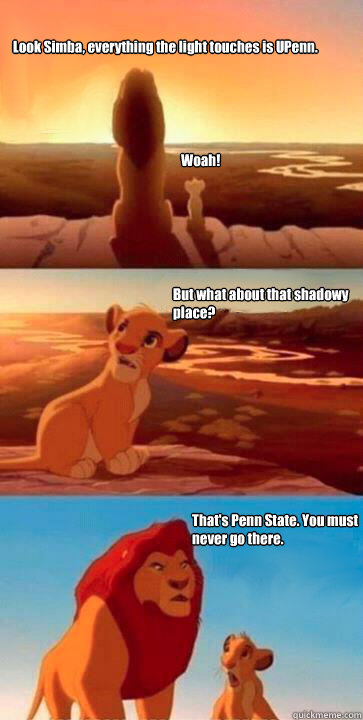 Look Simba, everything the light touches is UPenn.
Woah!
But what about that shadowy
place?
That's Penn State. You must
never go there.
quickmeme.com